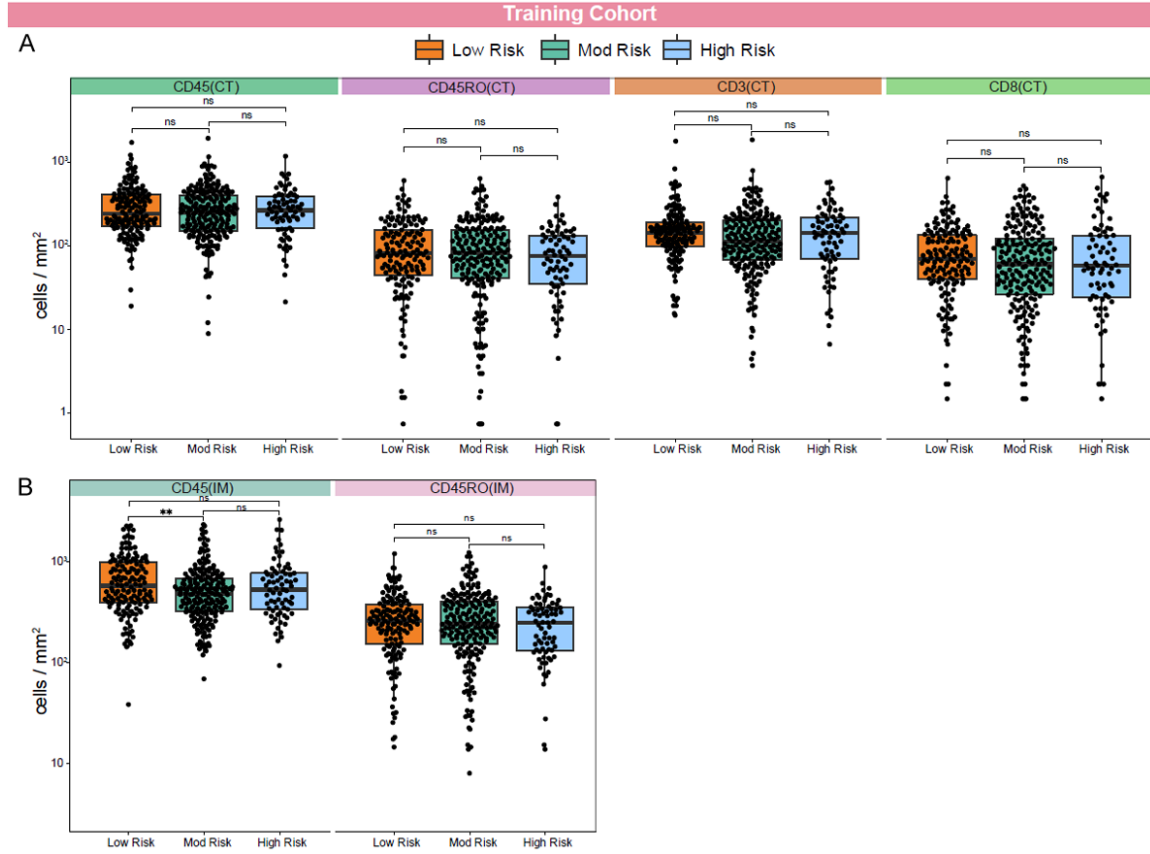 Training Cohort
A
Low Risk Mod Risk High Risk
CD45(CT) CD45RO(CT) CD3(CT) CD8(CT)
ns ns ns
ns ns ns
ns ns ns
ns ns ns
cells / mm²
10³
10²
10
1
Low Risk Mod Risk High Risk Low Risk Mod Risk High Risk Low Risk Mod Risk High Risk Low Risk Mod Risk High Risk
B
CD45(IM) CD45RO(IM)
ns ** ns
ns ns ns
cells / mm²
10³
10²
10
Low Risk Mod Risk High Risk Low Risk Mod Risk High Risk